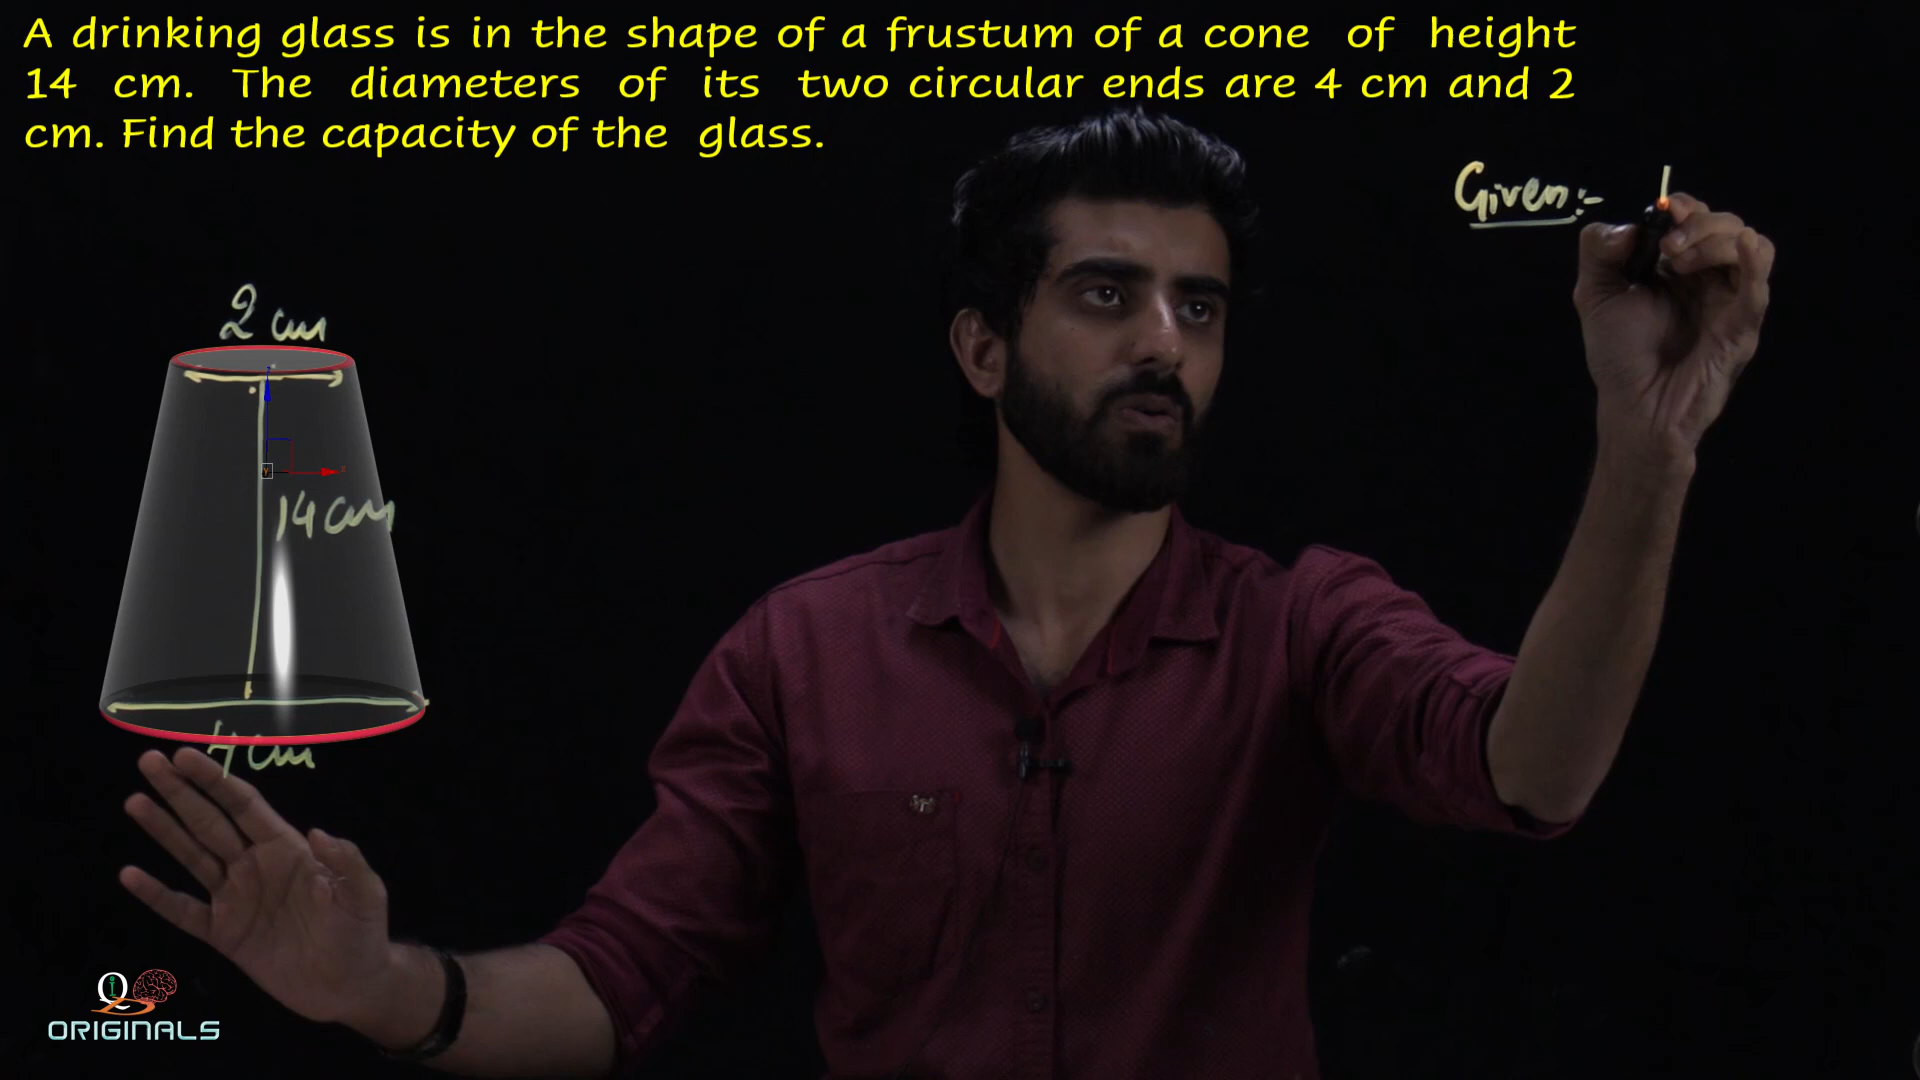 A drinking glass is in the shape of a frustum of a cone of height
14 cm. The diameters of its two circular ends are 4 cm and 2
cm. Find the capacity of the glass.
Given:-
2 cm
14 cm
4 cm
QI
ORIGINALS